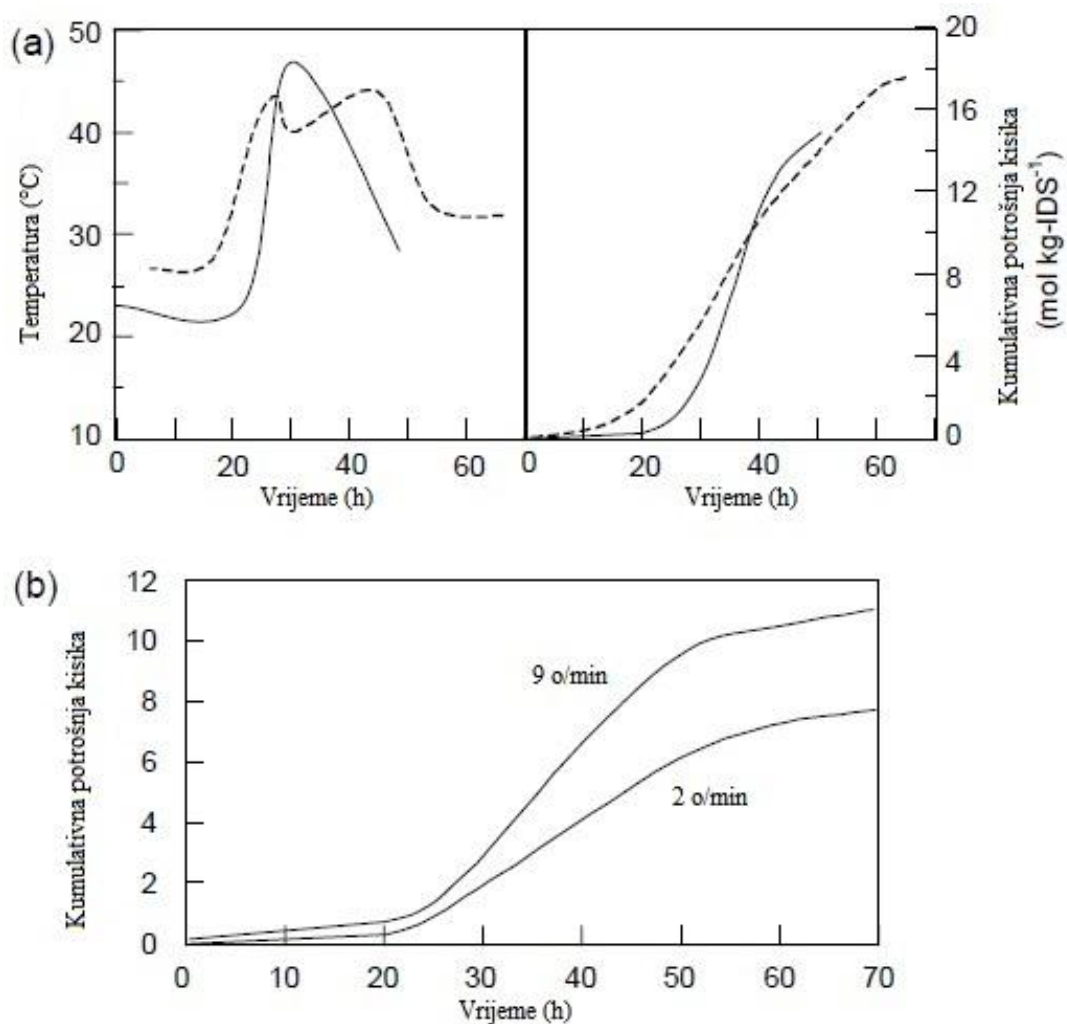 (a)
50
40
30
20
10
Temperatura (°C)
0 20 40 60
Vrijeme (h)
20
16
12
8
4
0
Kumulativna potrošnja kisika
(mol kg-IDS⁻¹)
0 20 40 60
Vrijeme (h)
(b)
12
10
8
6
4
2
0
Kumulativna potrošnja kisika
9 o/min
2 o/min
0 10 20 30 40 50 60 70
Vrijeme (h)